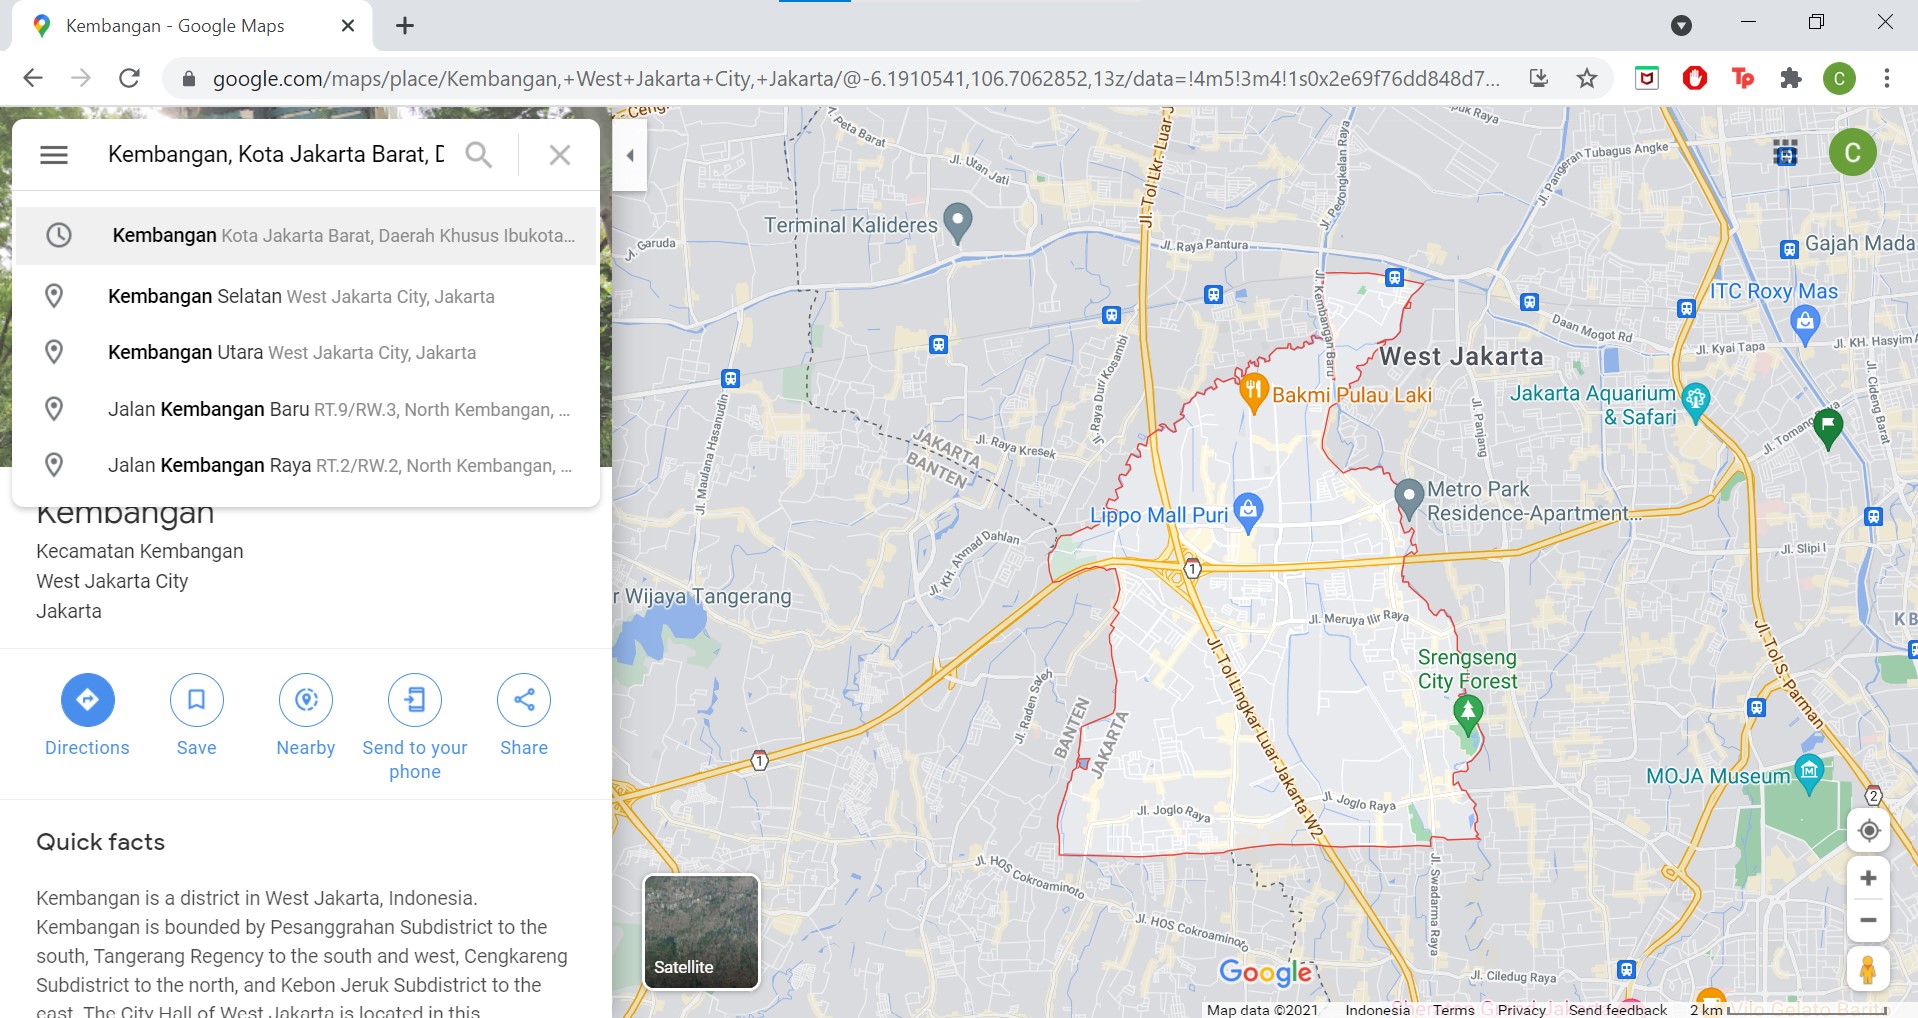 Kembangan - Google Maps
google.com/maps/place/Kembangan,+West+Jakarta+City,+Jakarta/@-6.1910541,106.7062852,13z/data=!4m5!3m4!1s0x2e69f76dd848d7...
Tp
C
Kembangan, Kota Jakarta Barat, D
Kembangan Kota Jakarta Barat, Daerah Khusus Ibukota...
Kembangan Selatan West Jakarta City, Jakarta
Kembangan Utara West Jakarta City, Jakarta
Jalan Kembangan Baru RT.9/RW.3, North Kembangan, ...
Jalan Kembangan Raya RT.2/RW.2, North Kembangan, ...
Kembangan
Kecamatan Kembangan
West Jakarta City
Jakarta
Directions
Save
Nearby
Send to your
phone
Share
Quick facts
Kembangan is a district in West Jakarta, Indonesia.
Kembangan is bounded by Pesanggrahan Subdistrict to the
south, Tangerang Regency to the south and west, Cengkareng
Subdistrict to the north, and Kebon Jeruk Subdistrict to the
east. The City Hall of West Jakarta is located in this
Jl. Peta Barat
Jl. Utan Jati
Jl. Tol Lkr. Luar J
Jl. Pedongkelan Raya
puk Raya
Jl. Pangeran Tubagus Angke
C
Terminal Kalideres
Jl. Garuda
Jl. Raya Pantura
Gajah Mada
ITC Roxy Mas
Jl. Kembangan Baru
Daan Mogot Rd
Jl. Kyai Tapa
Jl. KH. Hasyim A
West Jakarta
Bakmi Pulau Laki
Jl. Raya Duri Kosambi
Jl. Maulana Hasanudin
Jl. Panjang
Jakarta Aquarium
& Safari
Jl. Cideng Barat
Jl. Tomang Raya
JAKARTA
BANTEN
Jl. Raya Kresek
Lippo Mall Puri
Metro Park
Residence-Apartment...
Jl. KH. Ahmad Dahlan
1
Jl. Slipi I
r Wijaya Tangerang
Jl. Meruya Ilir Raya
KB
Srengseng
City Forest
Jl. Tol S. Parman
Jl. Raden Saleh
BANTEN
JAKARTA
Jl. Tol Lingkar Luar Jakarta W2
1
MOJA Museum
2
Jl. Joglo Raya
Jl. Joglo Raya
Jl. HOS Cokroaminoto
Jl. Swadarma Raya
Jl. HOS Cokroaminoto
Satellite
Google
Jl. Ciledug Raya
Map data ©2021
Indonesia
Terms
Privacy
Send feedback
2 km